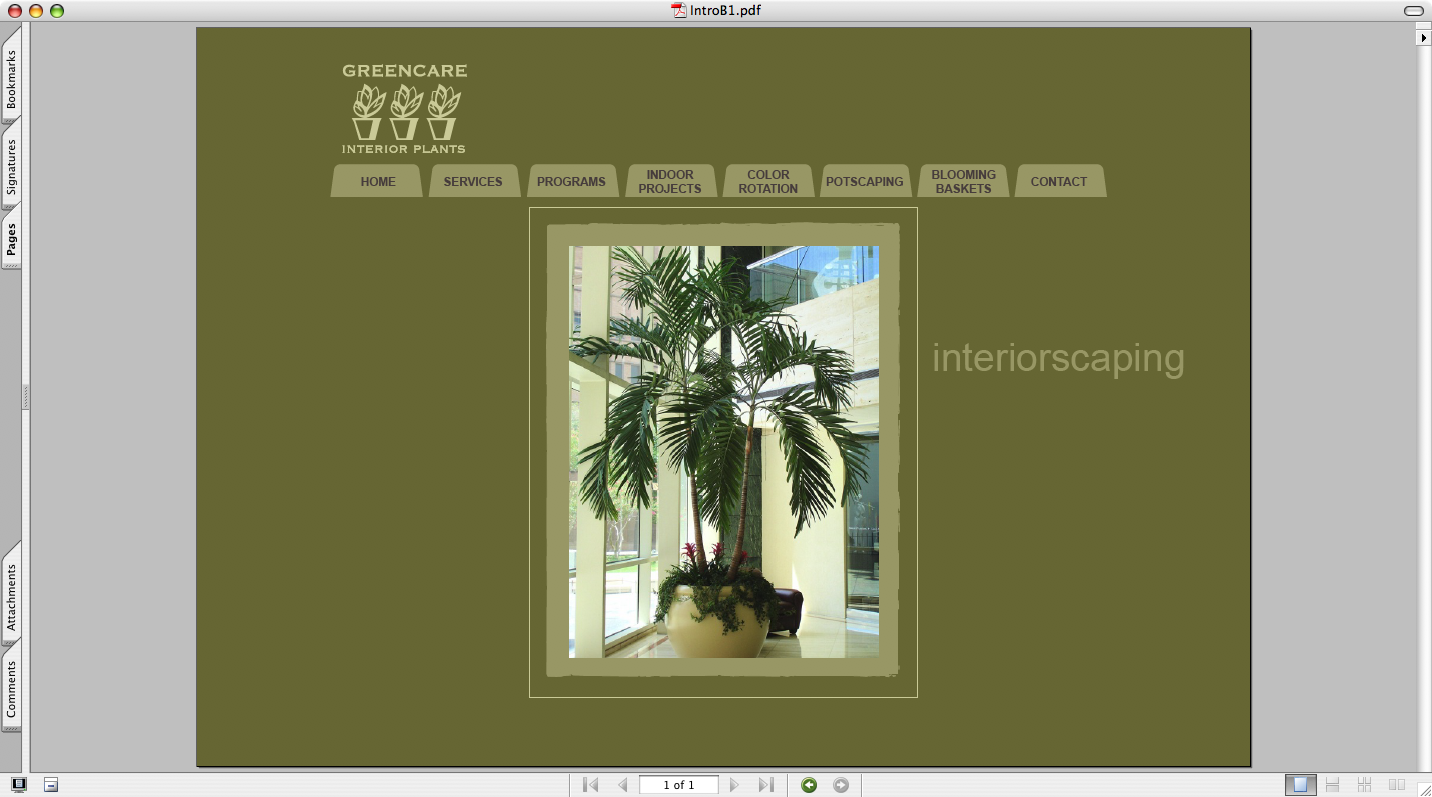 IntroB1.pdf
Bookmarks
Signatures
Pages
Attachments
Comments
GREENCARE
INTERIOR PLANTS
HOME
SERVICES
PROGRAMS
INDOOR
PROJECTS
COLOR
ROTATION
POTSCAPING
BLOOMING
BASKETS
CONTACT
interiorscaping
1 of 1